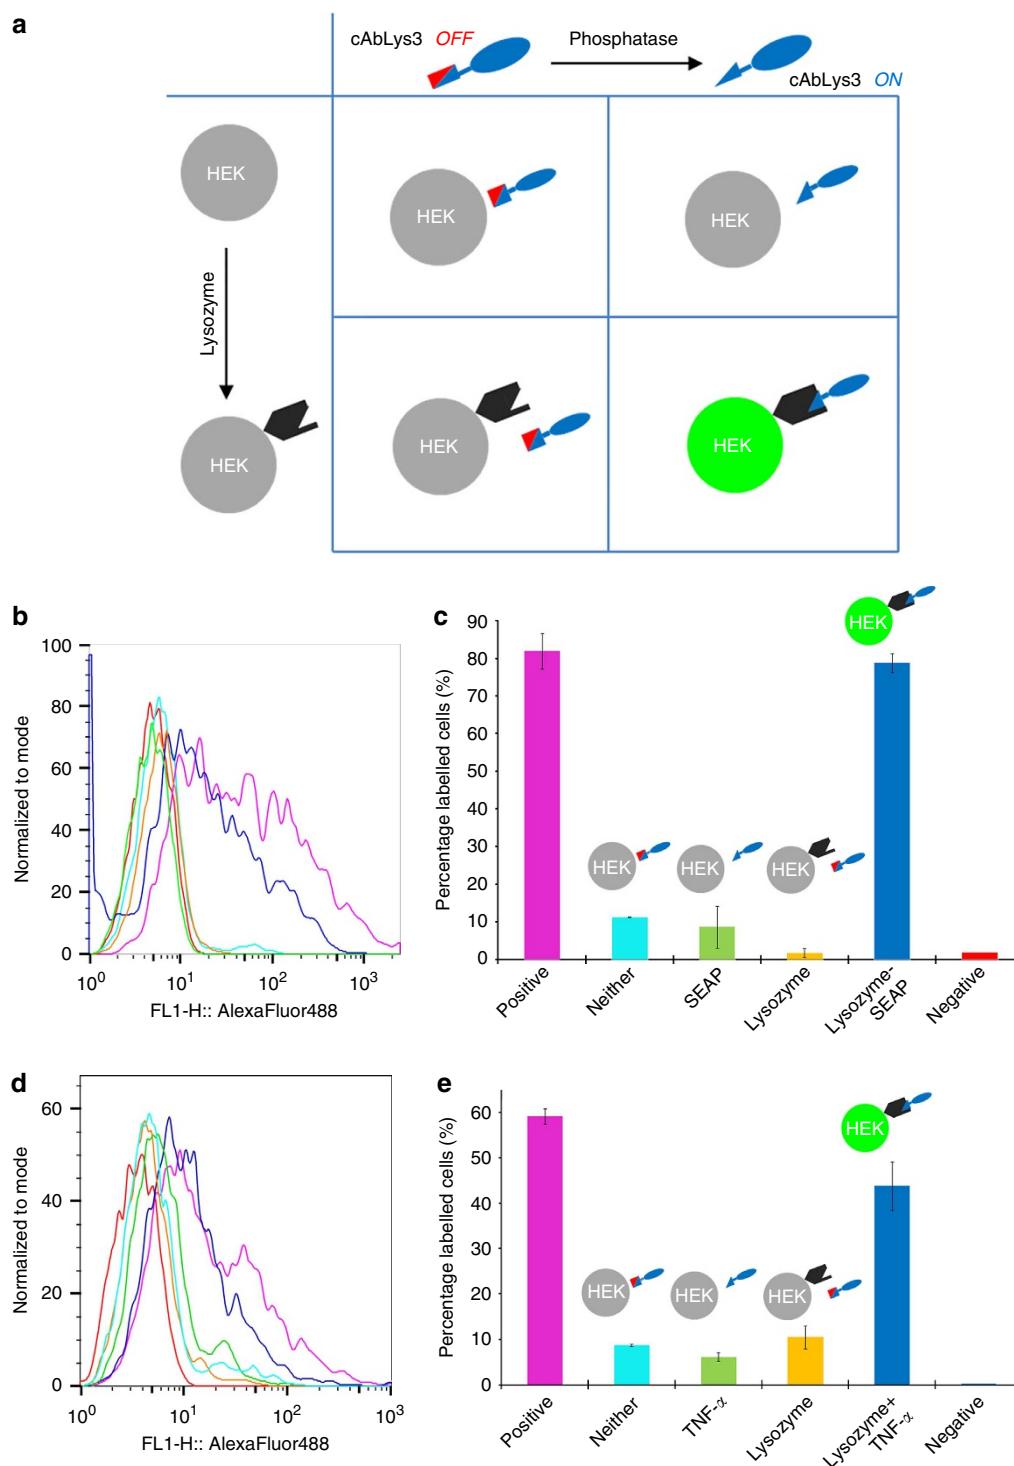 a
cAbLys3 OFF
Phosphatase
cAbLys3 ON
HEK
HEK
HEK
Lysozyme
HEK
HEK
HEK
b
100
80
60
40
20
0
Normalized to mode
10⁰
10¹
10²
10³
FL1-H:: AlexaFluor488
c
90
80
70
60
50
40
30
20
10
0
Percentage labelled cells (%)
HEK
HEK
HEK
HEK
Positive
Neither
SEAP
Lysozyme
Lysozyme-
SEAP
Negative
d
60
40
20
0
Normalized to mode
10⁰
10¹
10²
10³
FL1-H:: AlexaFluor488
e
60
50
40
30
20
10
0
Percentage labelled cells (%)
HEK
HEK
HEK
HEK
Positive
Neither
TNF-α
Lysozyme
Lysozyme+
TNF-α
Negative